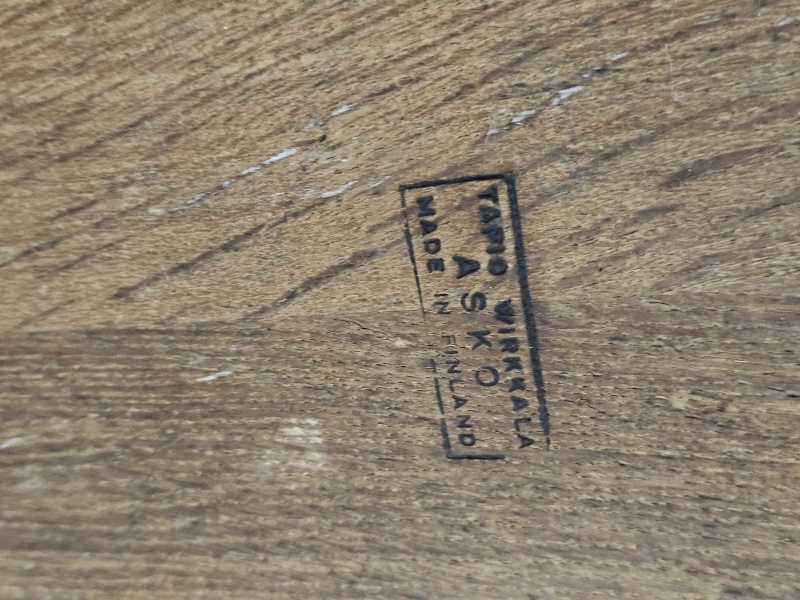 TAPIO WIRKKALA
ASKO
MADE IN FINLAND